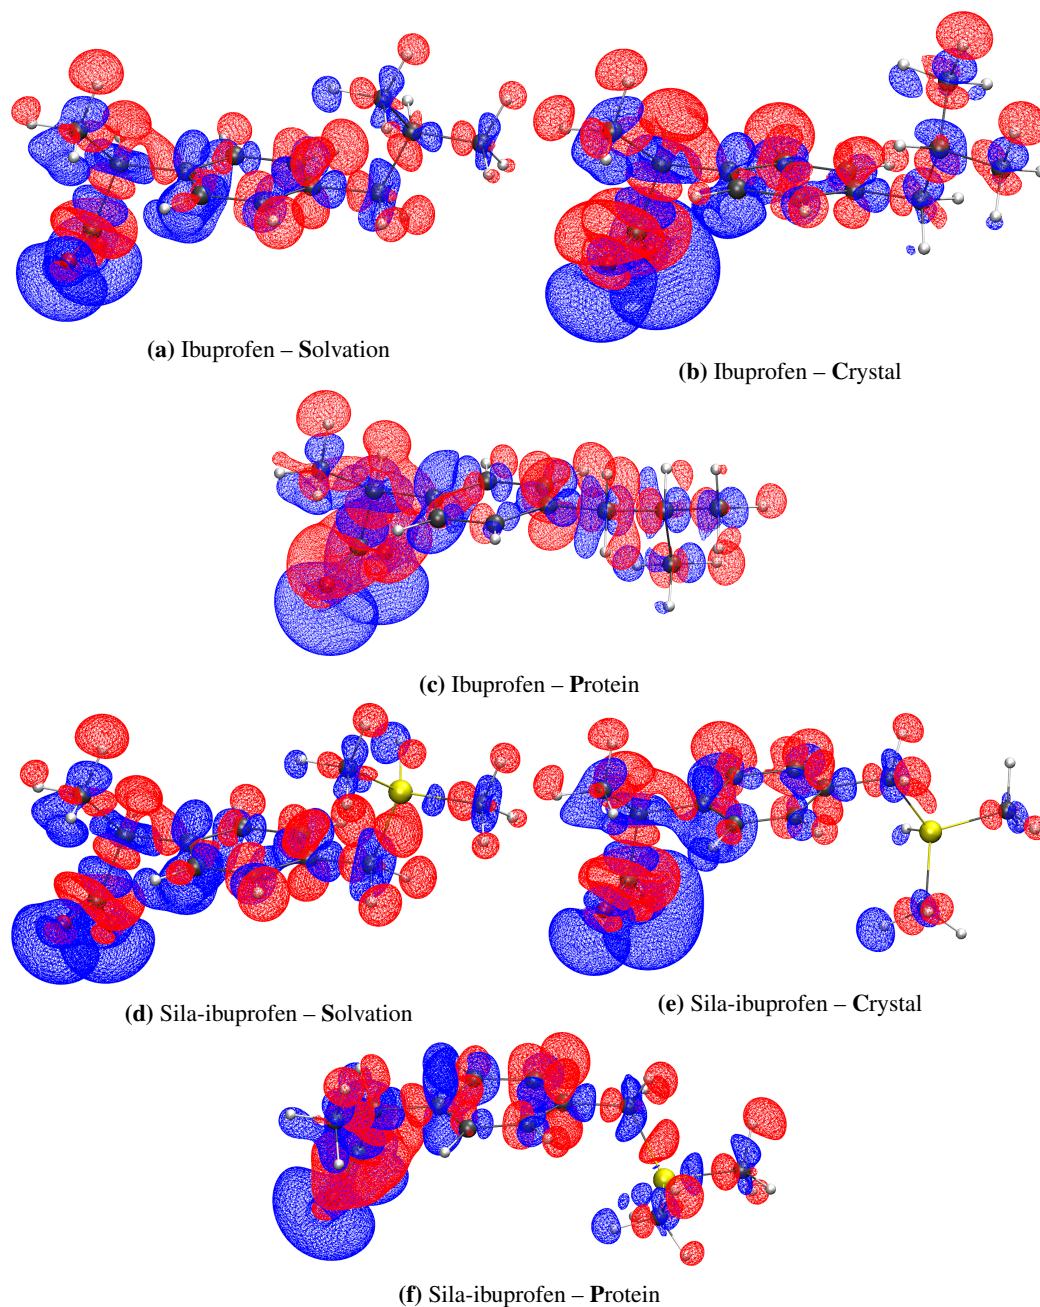 (a) Ibuprofen – Solvation
(b) Ibuprofen – Crystal
(c) Ibuprofen – Protein
(d) Sila-ibuprofen – Solvation
(e) Sila-ibuprofen – Crystal
(f) Sila-ibuprofen – Protein